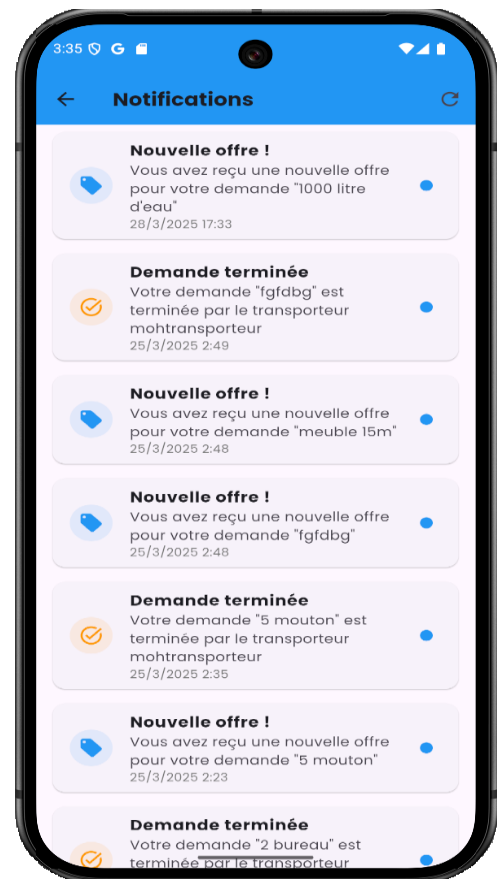 3:35
Notifications
Nouvelle offre !
Vous avez reçu une nouvelle offre
pour votre demande "1000 litre
d'eau"
28/3/2025 17:33
Demande terminée
Votre demande "fgfdbg" est
terminée par le transporteur
mohtransporteur
25/3/2025 2:49
Nouvelle offre !
Vous avez reçu une nouvelle offre
pour votre demande "meuble 15m"
25/3/2025 2:48
Nouvelle offre !
Vous avez reçu une nouvelle offre
pour votre demande "fgfdbg"
25/3/2025 2:48
Demande terminée
Votre demande "5 mouton" est
terminée par le transporteur
mohtransporteur
25/3/2025 2:35
Nouvelle offre !
Vous avez reçu une nouvelle offre
pour votre demande "5 mouton"
25/3/2025 2:23
Demande terminée
Votre demande "2 bureau" est
terminée par le transporteur